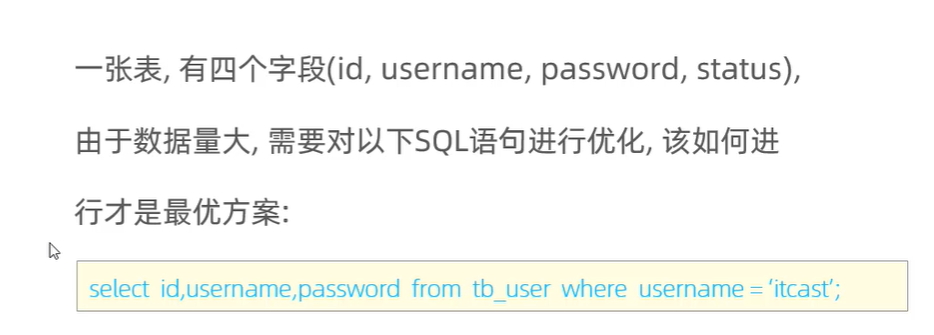 一张表, 有四个字段(id, username, password, status),
由于数据量大, 需要对以下SQL语句进行优化, 该如何进
行才是最优方案:
select id,username,password from tb_user where username = 'itcast';